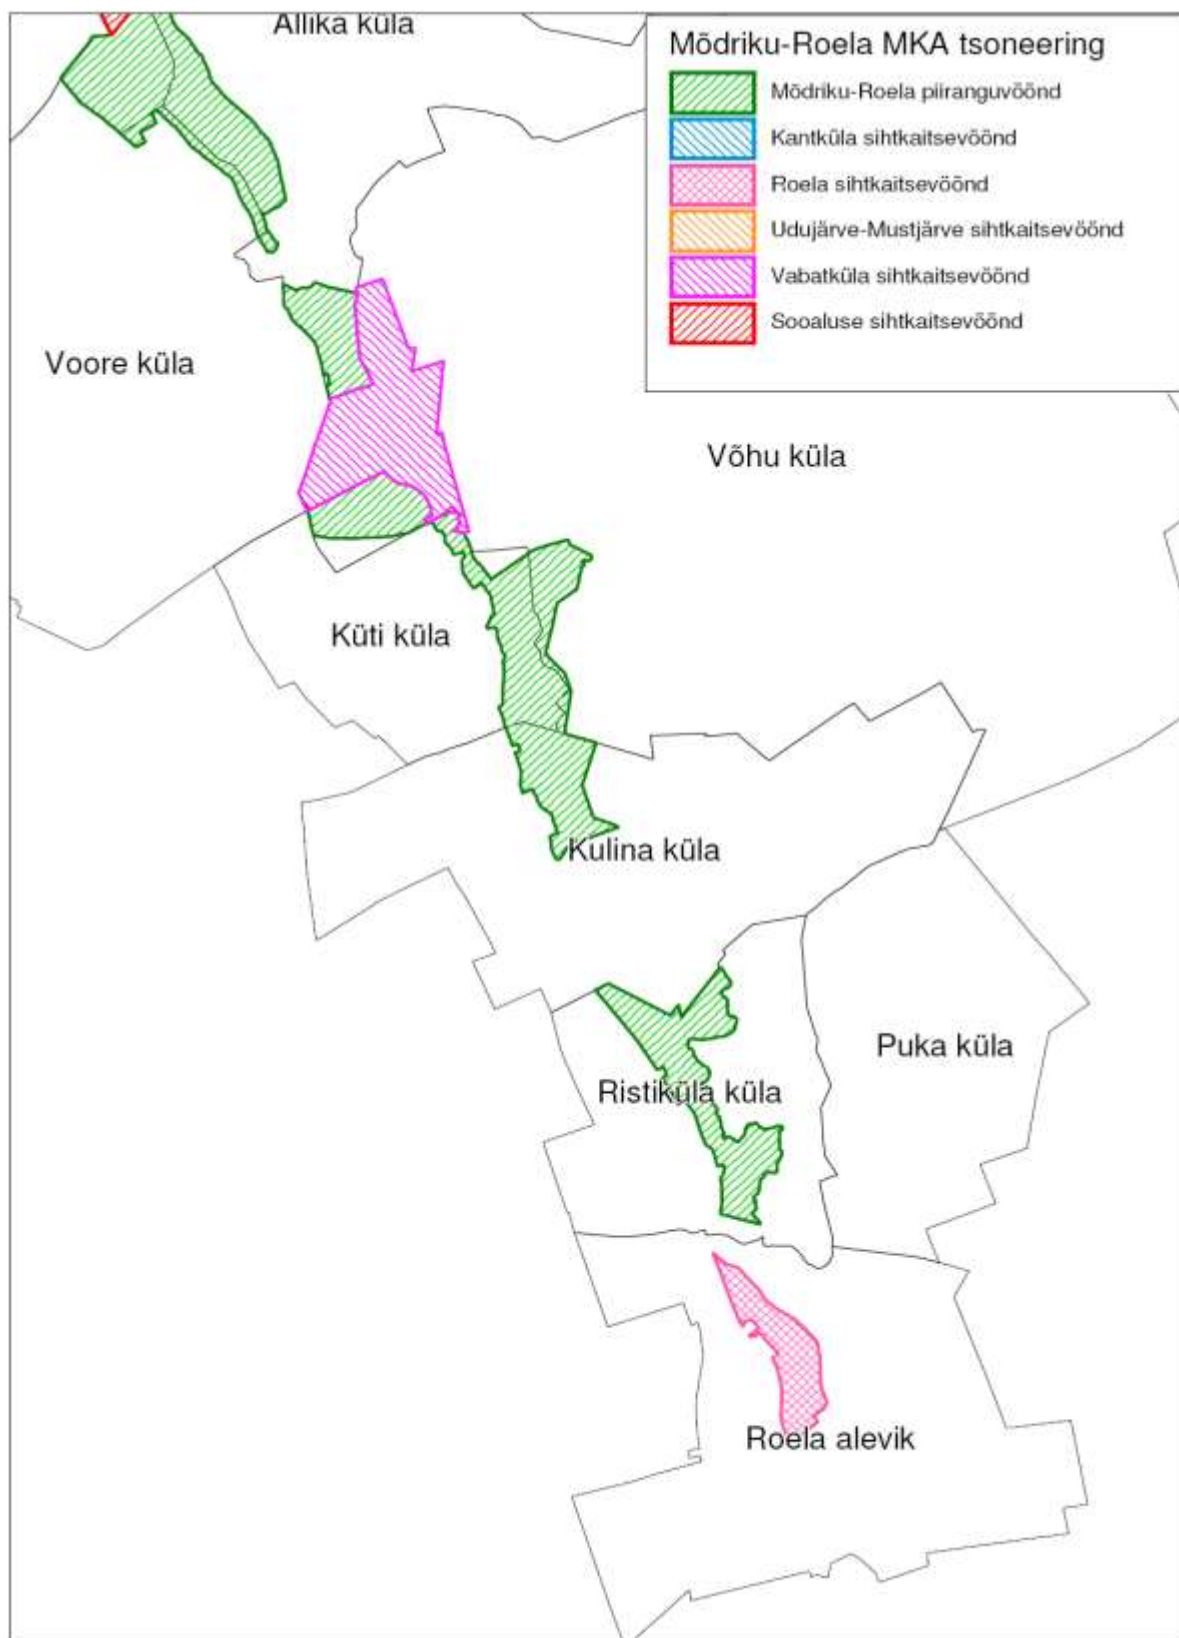 Allika küla
Mõdriku-Roela MKA tsoneering
Mõdriku-Roela piiranguvöönd
Kantküla sihtkaitsevöönd
Roela sihtkaitsevöönd
Udujärve-Mustjärve sihtkaitsevöönd
Vabatküla sihtkaitsevöönd
Sooaluse sihtkaitsevöönd
Voore küla
Võhu küla
Küti küla
Kulina küla
Puka küla
Ristiküla küla
Roela alevik